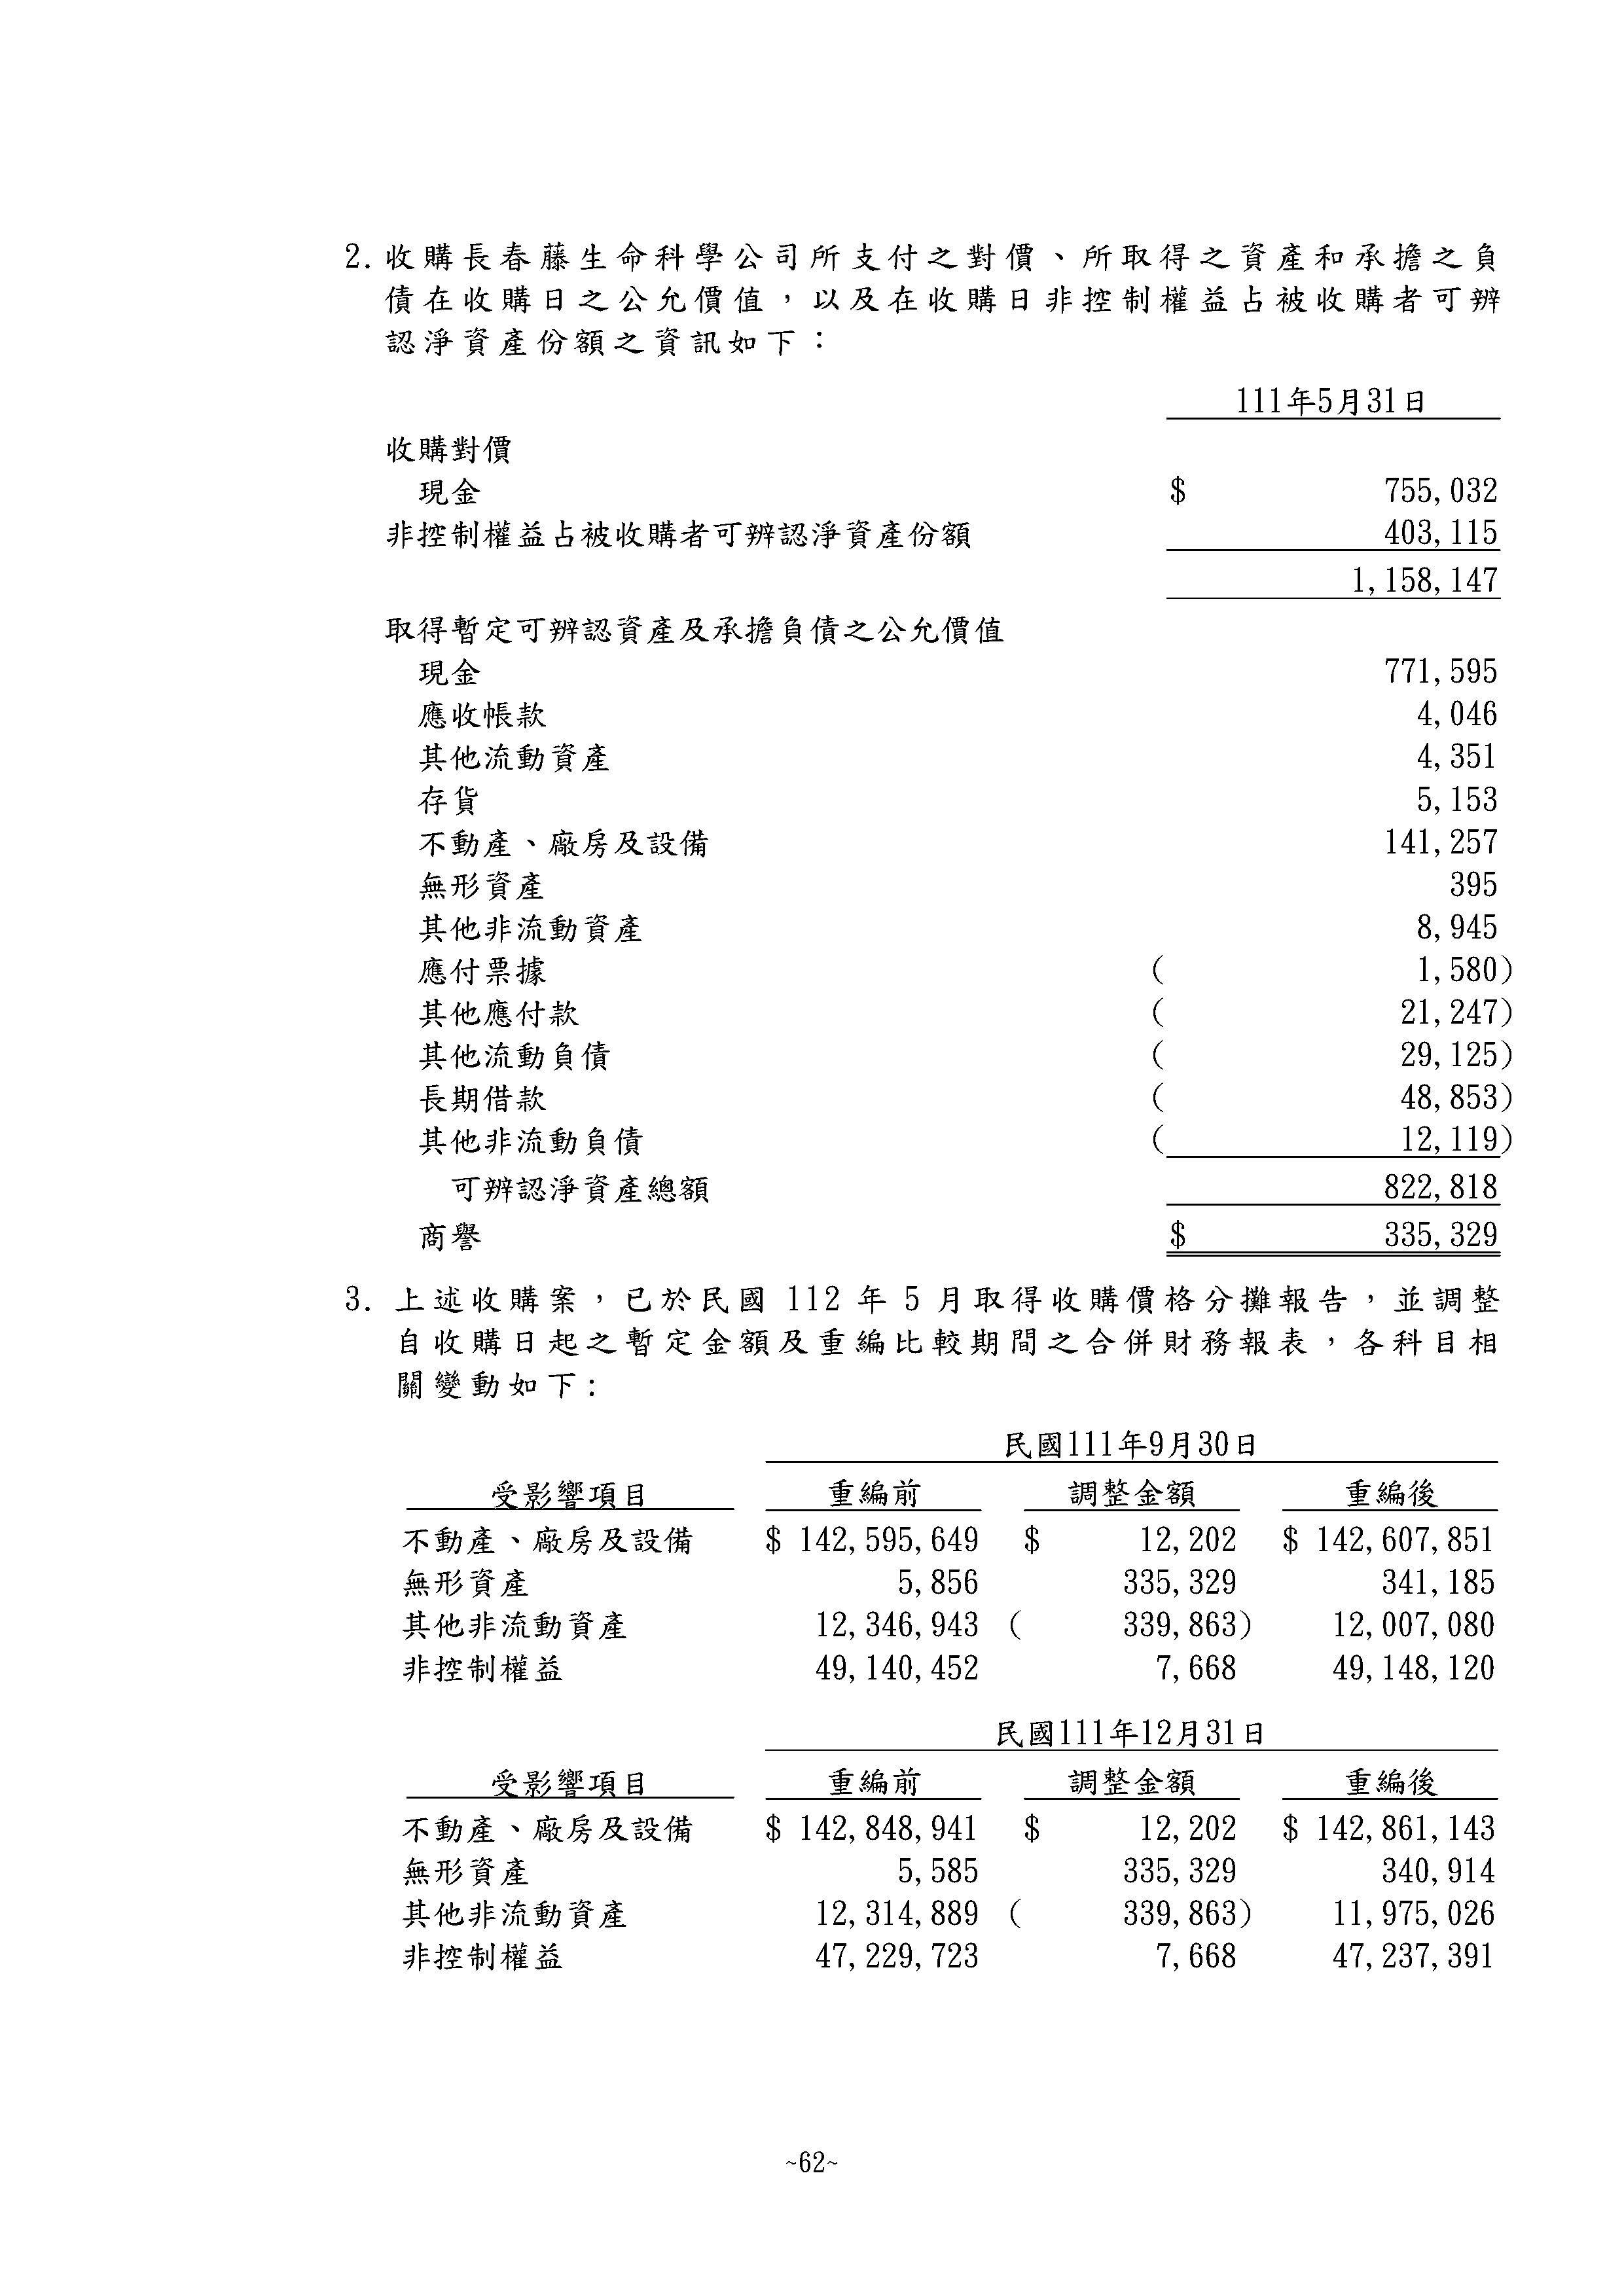 2. 收購長春藤生命科學公司所支付之對價、所取得之資產和承擔之負
債在收購日之公允價值，以及在收購日非控制權益占被收購者可辨
認淨資產份額之資訊如下：
111年5月31日
收購對價
現金 $ 755,032
非控制權益占被收購者可辨認淨資產份額 403,115
1,158,147
取得暫定可辨認資產及承擔負債之公允價值
現金 771,595
應收帳款 4,046
其他流動資產 4,351
存貨 5,153
不動產、廠房及設備 141,257
無形資產 395
其他非流動資產 8,945
應付票據 ( 1,580)
其他應付款 ( 21,247)
其他流動負債 ( 29,125)
長期借款 ( 48,853)
其他非流動負債 ( 12,119)
可辨認淨資產總額 822,818
商譽 $ 335,329
3. 上述收購案，已於民國 112 年 5 月取得收購價格分攤報告，並調整
自收購日起之暫定金額及重編比較期間之合併財務報表，各科目相
關變動如下:
民國111年9月30日
受影響項目 重編前 調整金額 重編後
不動產、廠房及設備 $ 142,595,649 $ 12,202 $ 142,607,851
無形資產 5,856 335,329 341,185
其他非流動資產 12,346,943 ( 339,863) 12,007,080
非控制權益 49,140,452 7,668 49,148,120
民國111年12月31日
受影響項目 重編前 調整金額 重編後
不動產、廠房及設備 $ 142,848,941 $ 12,202 $ 142,861,143
無形資產 5,585 335,329 340,914
其他非流動資產 12,314,889 ( 339,863) 11,975,026
非控制權益 47,229,723 7,668 47,237,391
~62~